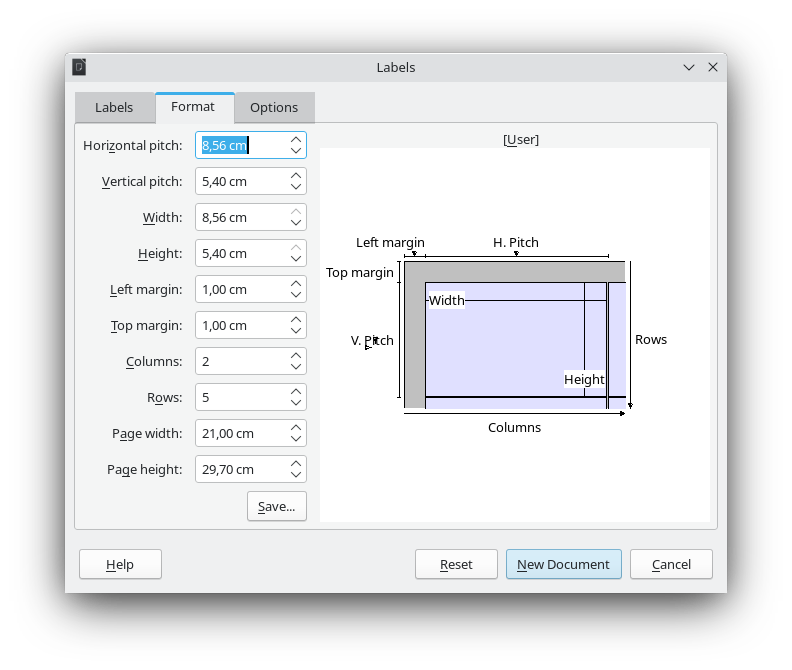 Labels
Labels
Format
Options
Horizontal pitch: 8,56 cm
Vertical pitch: 5,40 cm
Width: 8,56 cm
Height: 5,40 cm
Left margin: 1,00 cm
Top margin: 1,00 cm
Columns: 2
Rows: 5
Page width: 21,00 cm
Page height: 29,70 cm
Save...
[User]
Left margin
H. Pitch
Top margin
Width
V. Pitch
Rows
Height
Columns
Help
Reset
New Document
Cancel